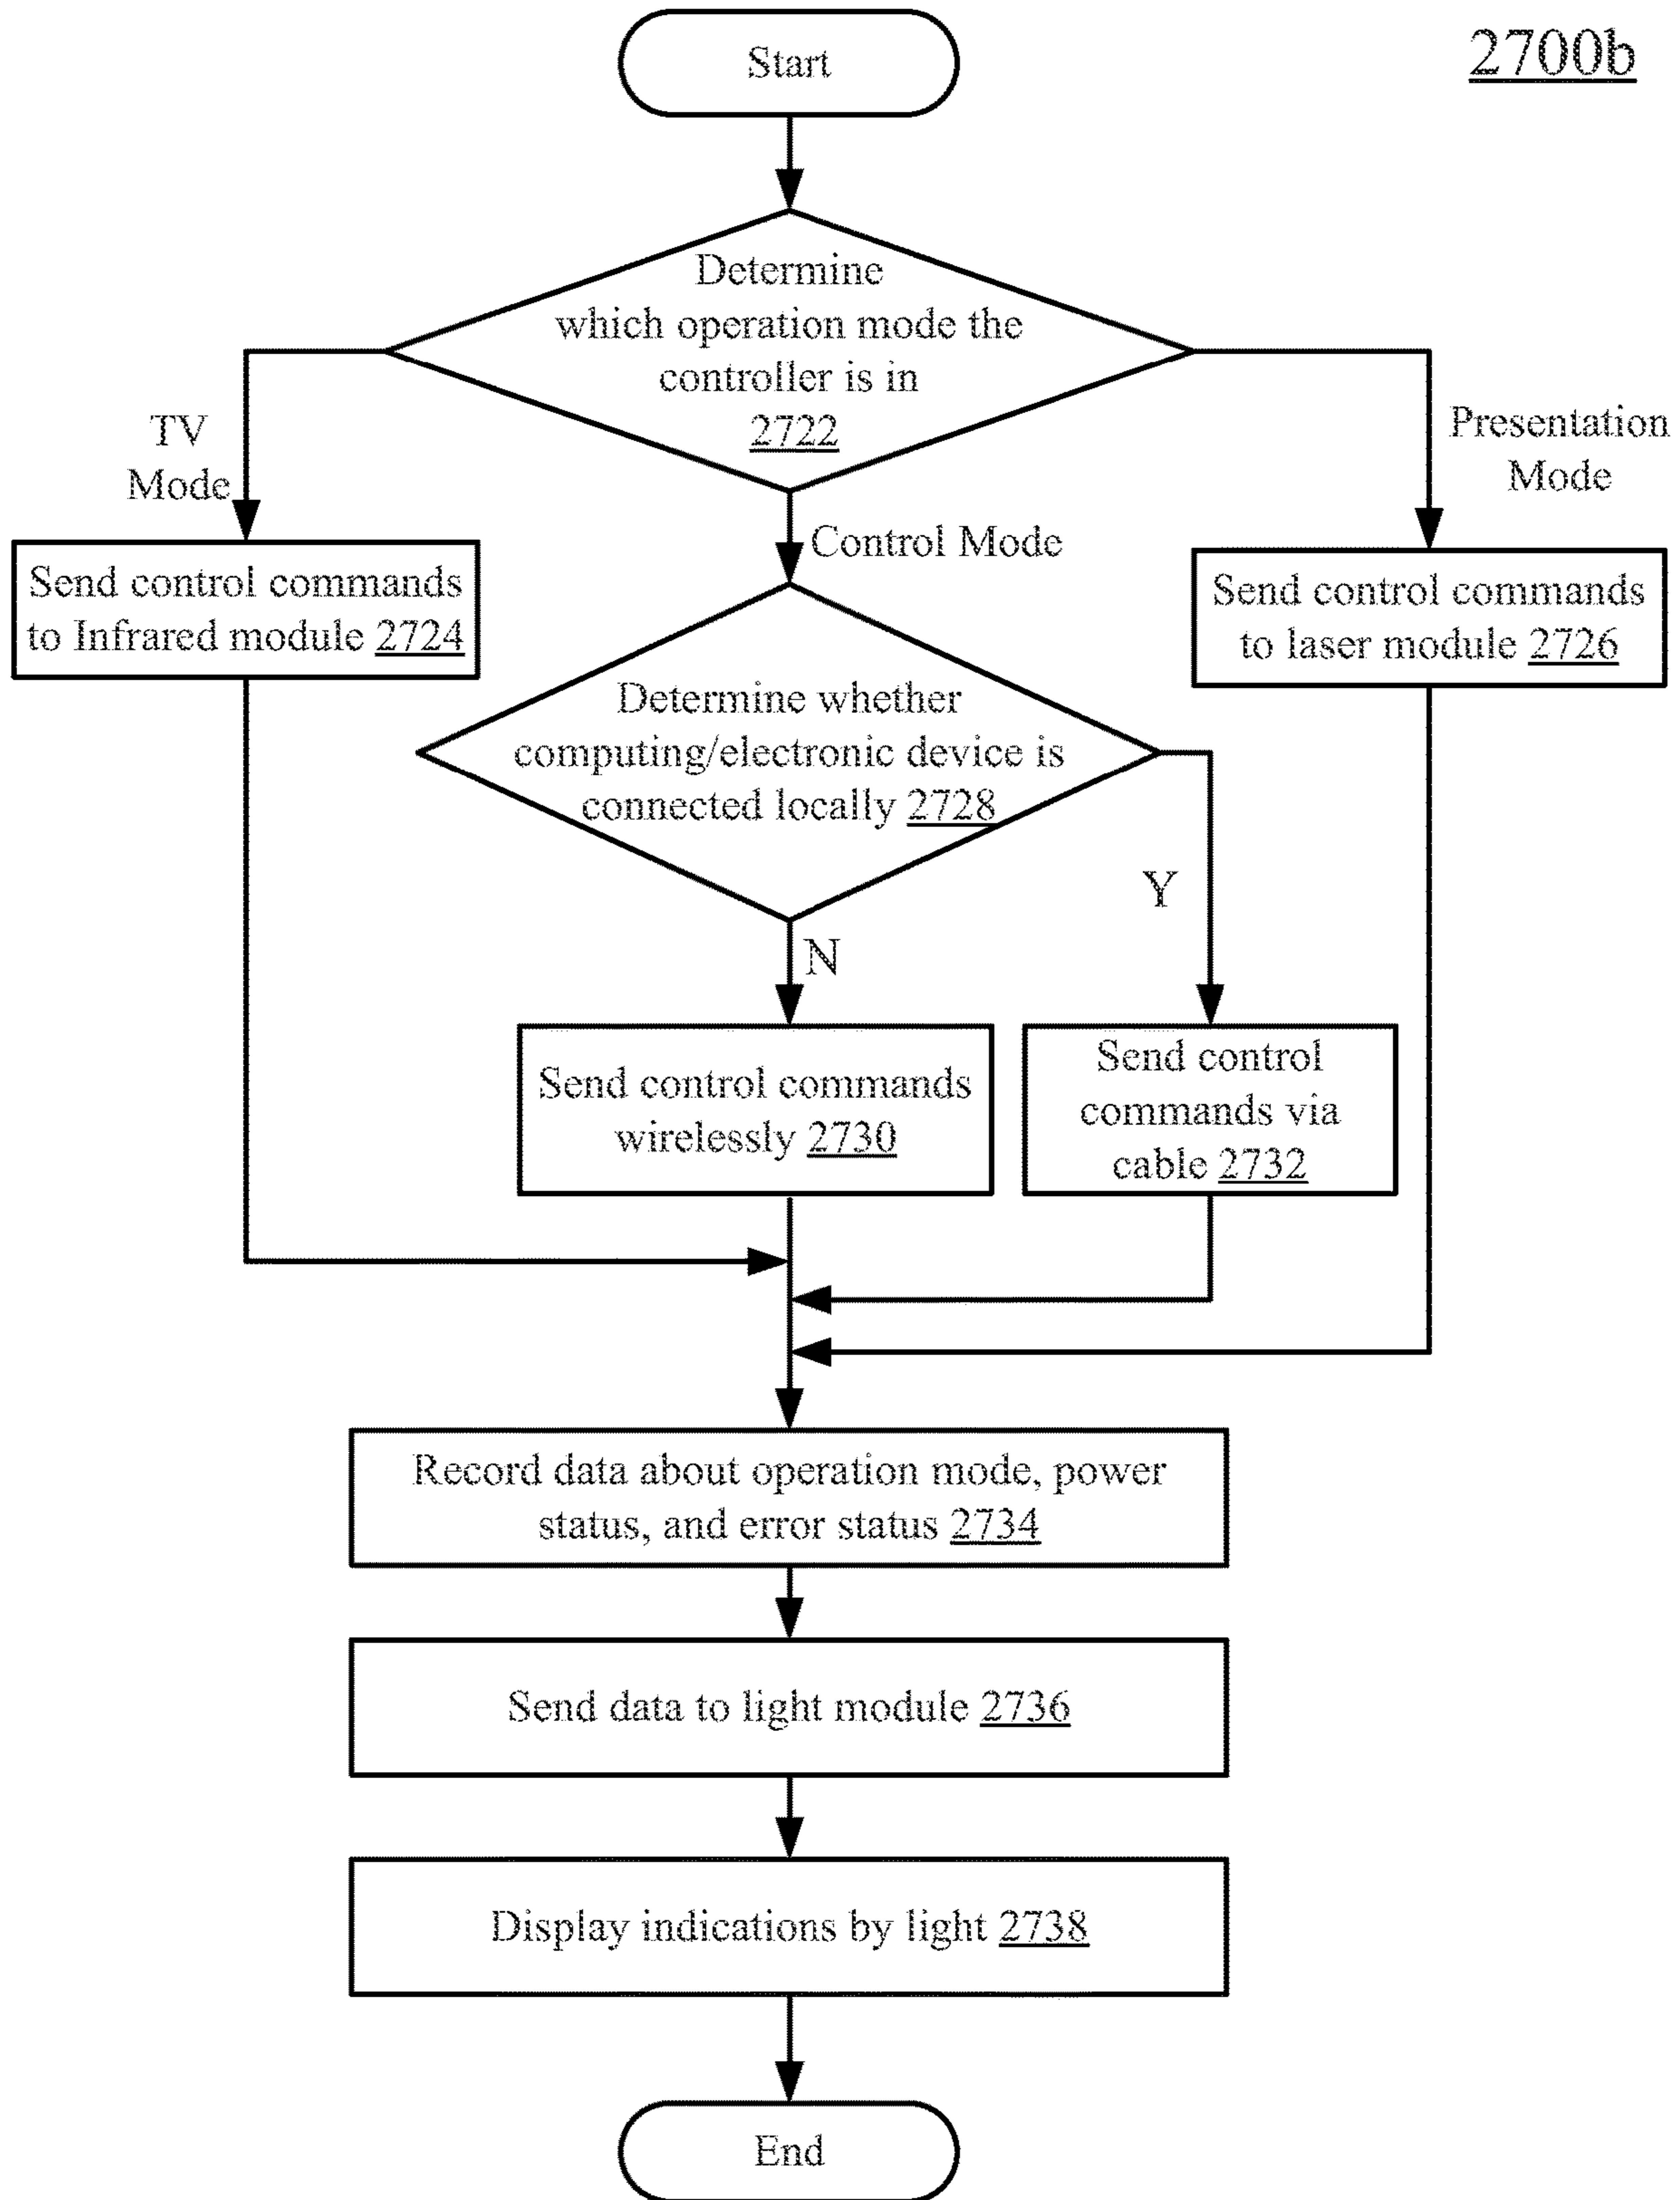 2700b
Start
Determine
which operation mode the
controller is in
2722
TV
Mode
Presentation
Mode
Control Mode
Send control commands
to Infrared module 2724
Send control commands
to laser module 2726
Determine whether
computing/electronic device is
connected locally 2728
Y
N
Send control commands
wirelessly 2730
Send control
commands via
cable 2732
Record data about operation mode, power
status, and error status 2734
Send data to light module 2736
Display indications by light 2738
End